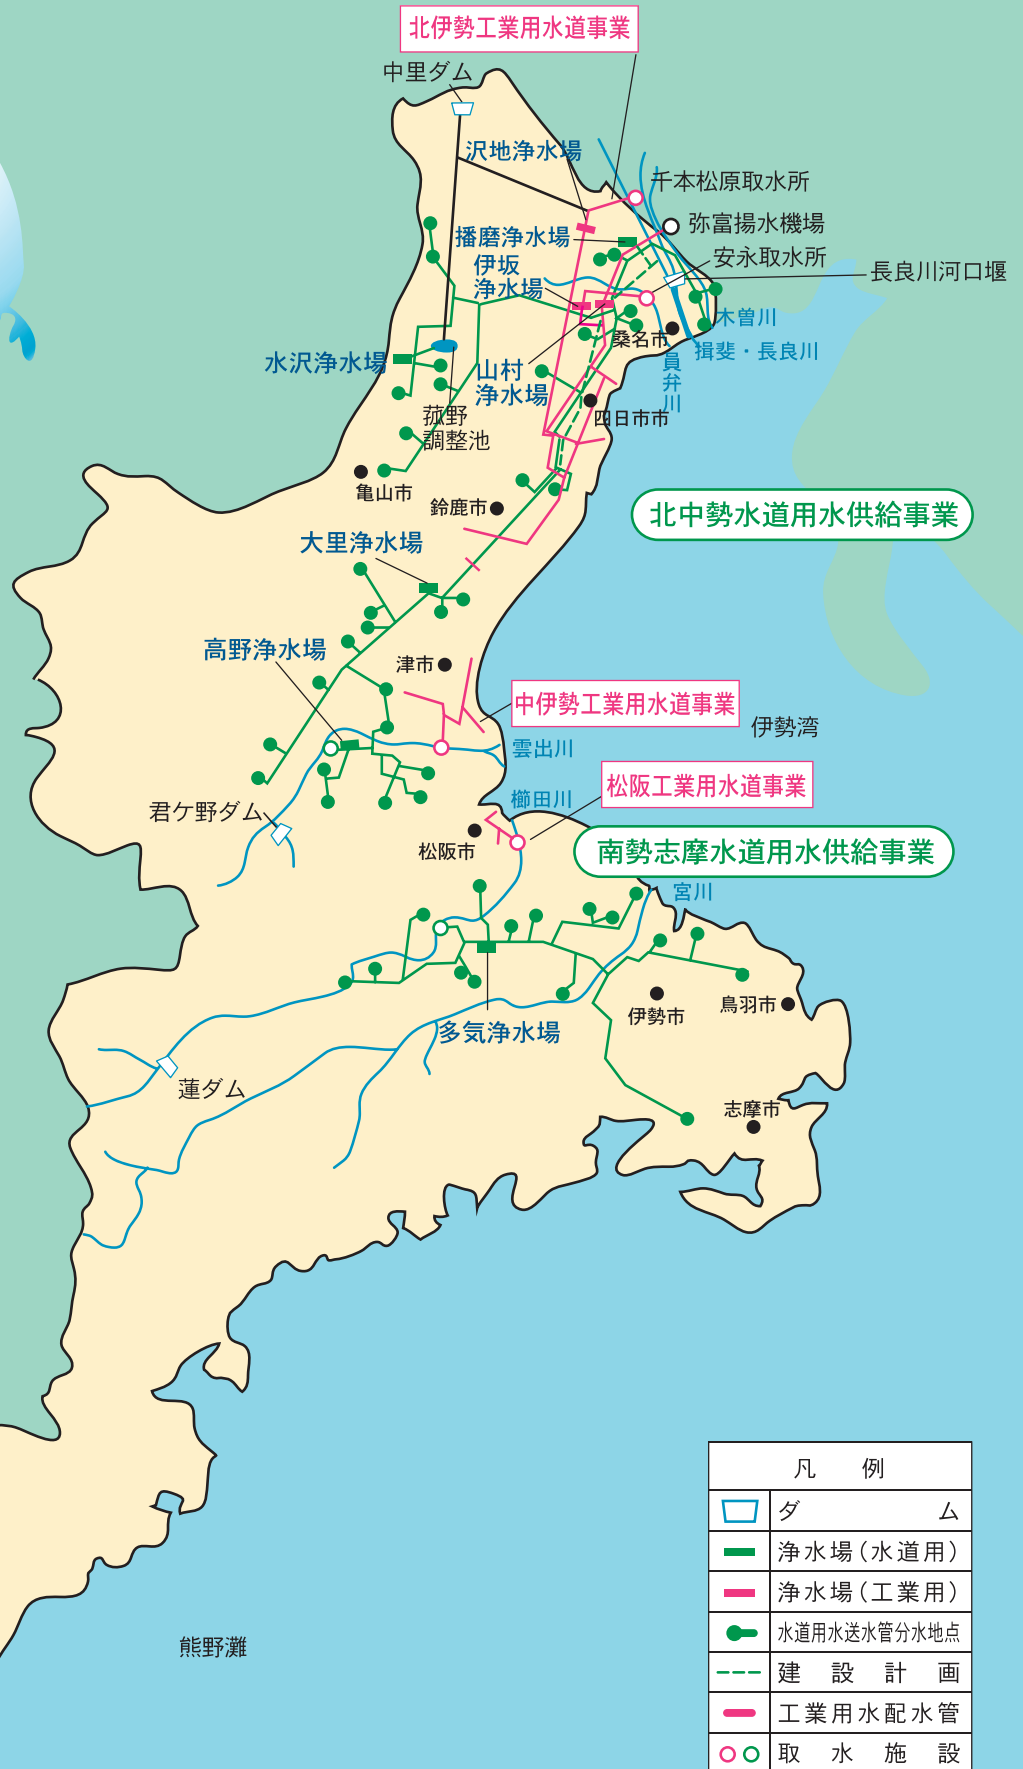 北伊勢工業用水道事業
中里ダム
沢地浄水場
千本松原取水所
弥富揚水機場
播磨浄水場
安永取水所
伊坂
浄水場
長良川河口堰
木曽川
桑名市
揖斐・長良川
水沢浄水場
山村
浄水場
員弁川
菰野
調整池
四日市市
亀山市
鈴鹿市
北中勢水道用水供給事業
大里浄水場
高野浄水場
津市
中伊勢工業用水道事業
伊勢湾
雲出川
松阪工業用水道事業
櫛田川
君ケ野ダム
松阪市
南勢志摩水道用水供給事業
宮川
伊勢市
鳥羽市
多気浄水場
蓮ダム
志摩市
熊野灘
凡例
ダム
浄水場(水道用)
浄水場(工業用)
水道用水送水管分水地点
建設計画
工業用水配水管
取水施設